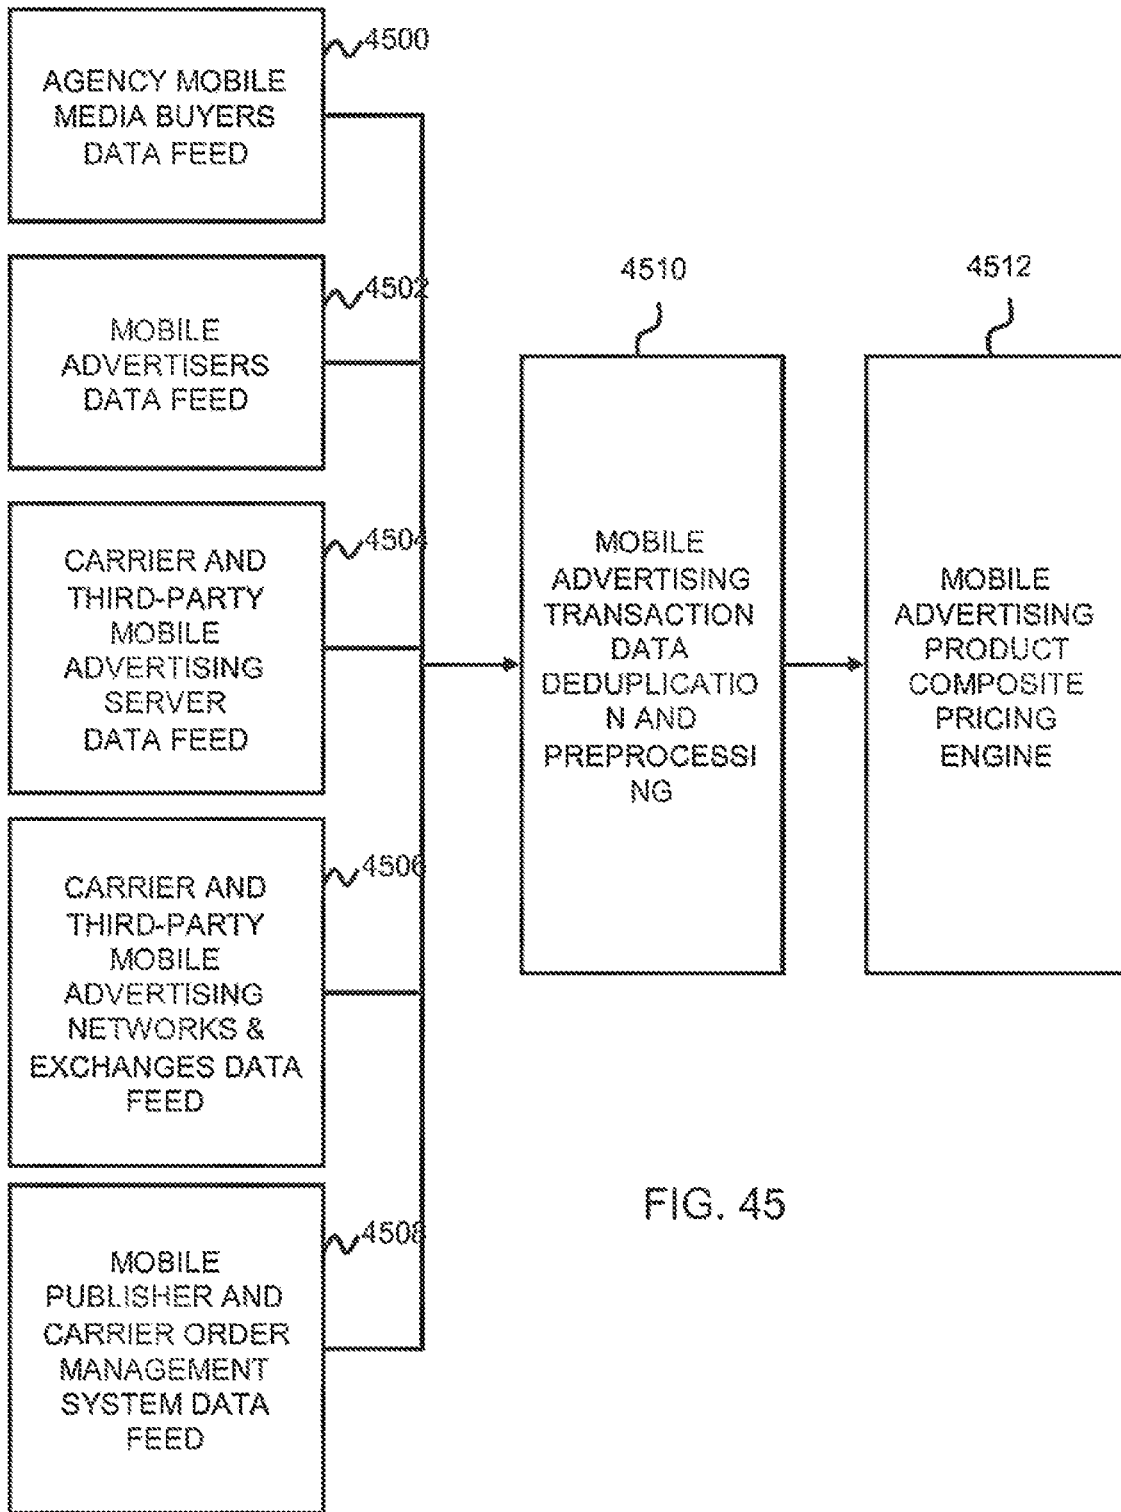 4500
AGENCY MOBILE
MEDIA BUYERS
DATA FEED
4502
MOBILE
ADVERTISERS
DATA FEED
4504
CARRIER AND
THIRD-PARTY
MOBILE
ADVERTISING
SERVER
DATA FEED
4506
CARRIER AND
THIRD-PARTY
MOBILE
ADVERTISING
NETWORKS &
EXCHANGES DATA
FEED
4508
MOBILE
PUBLISHER AND
CARRIER ORDER
MANAGEMENT
SYSTEM DATA
FEED
4510
MOBILE
ADVERTISING
TRANSACTION
DATA
DEDUPLICATIO
N AND
PREPROCESSI
NG
4512
MOBILE
ADVERTISING
PRODUCT
COMPOSITE
PRICING
ENGINE
FIG. 45